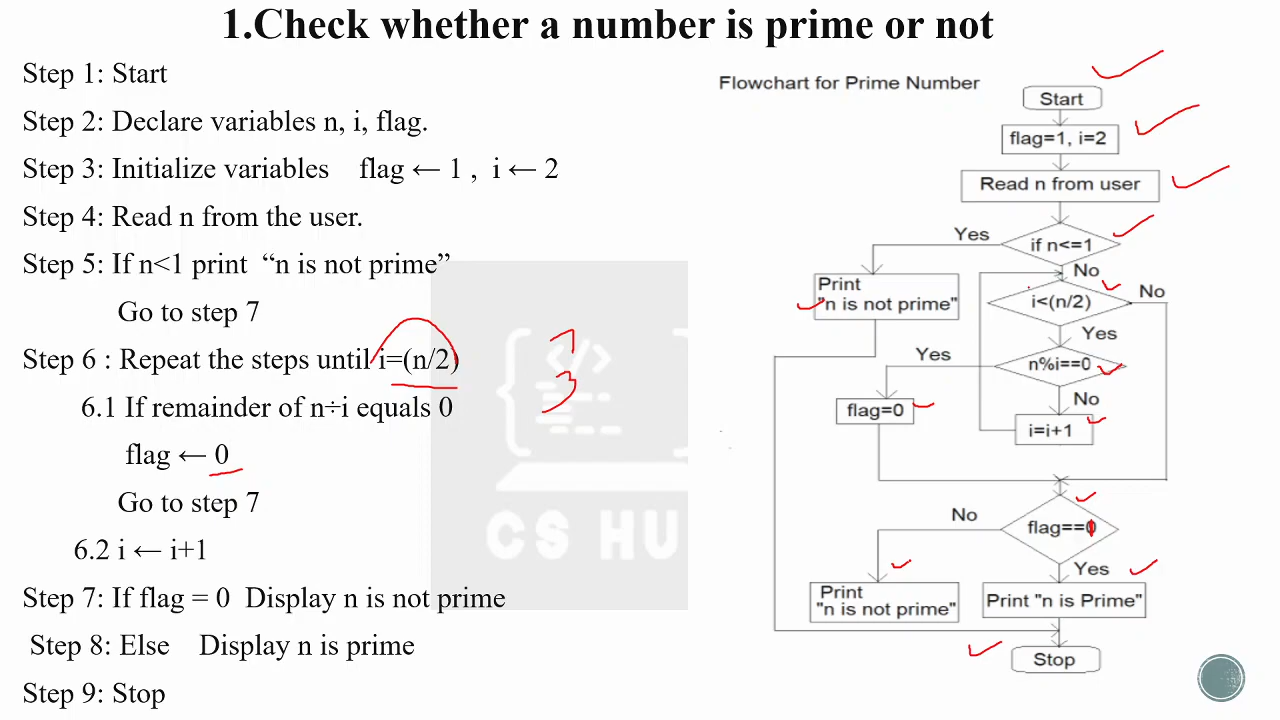 1.Check whether a number is prime or not
Step 1: Start
Step 2: Declare variables n, i, flag.
Step 3: Initialize variables flag ← 1 , i ← 2
Step 4: Read n from the user.
Step 5: If n<1 print “n is not prime”
Go to step 7
Step 6 : Repeat the steps until i=(n/2)
6.1 If remainder of n÷i equals 0
flag ← 0
Go to step 7
6.2 i ← i+1
Step 7: If flag = 0 Display n is not prime
Step 8: Else Display n is prime
Step 9: Stop
7
3
</>
CS HU
Flowchart for Prime Number
Start
flag=1, i=2
Read n from user
if n<=1
Yes
No
Print
"n is not prime"
i<(n/2)
No
Yes
n%i==0
Yes
No
flag=0
i=i+1
flag==0
No
Yes
Print
"n is not prime"
Print "n is Prime"
Stop